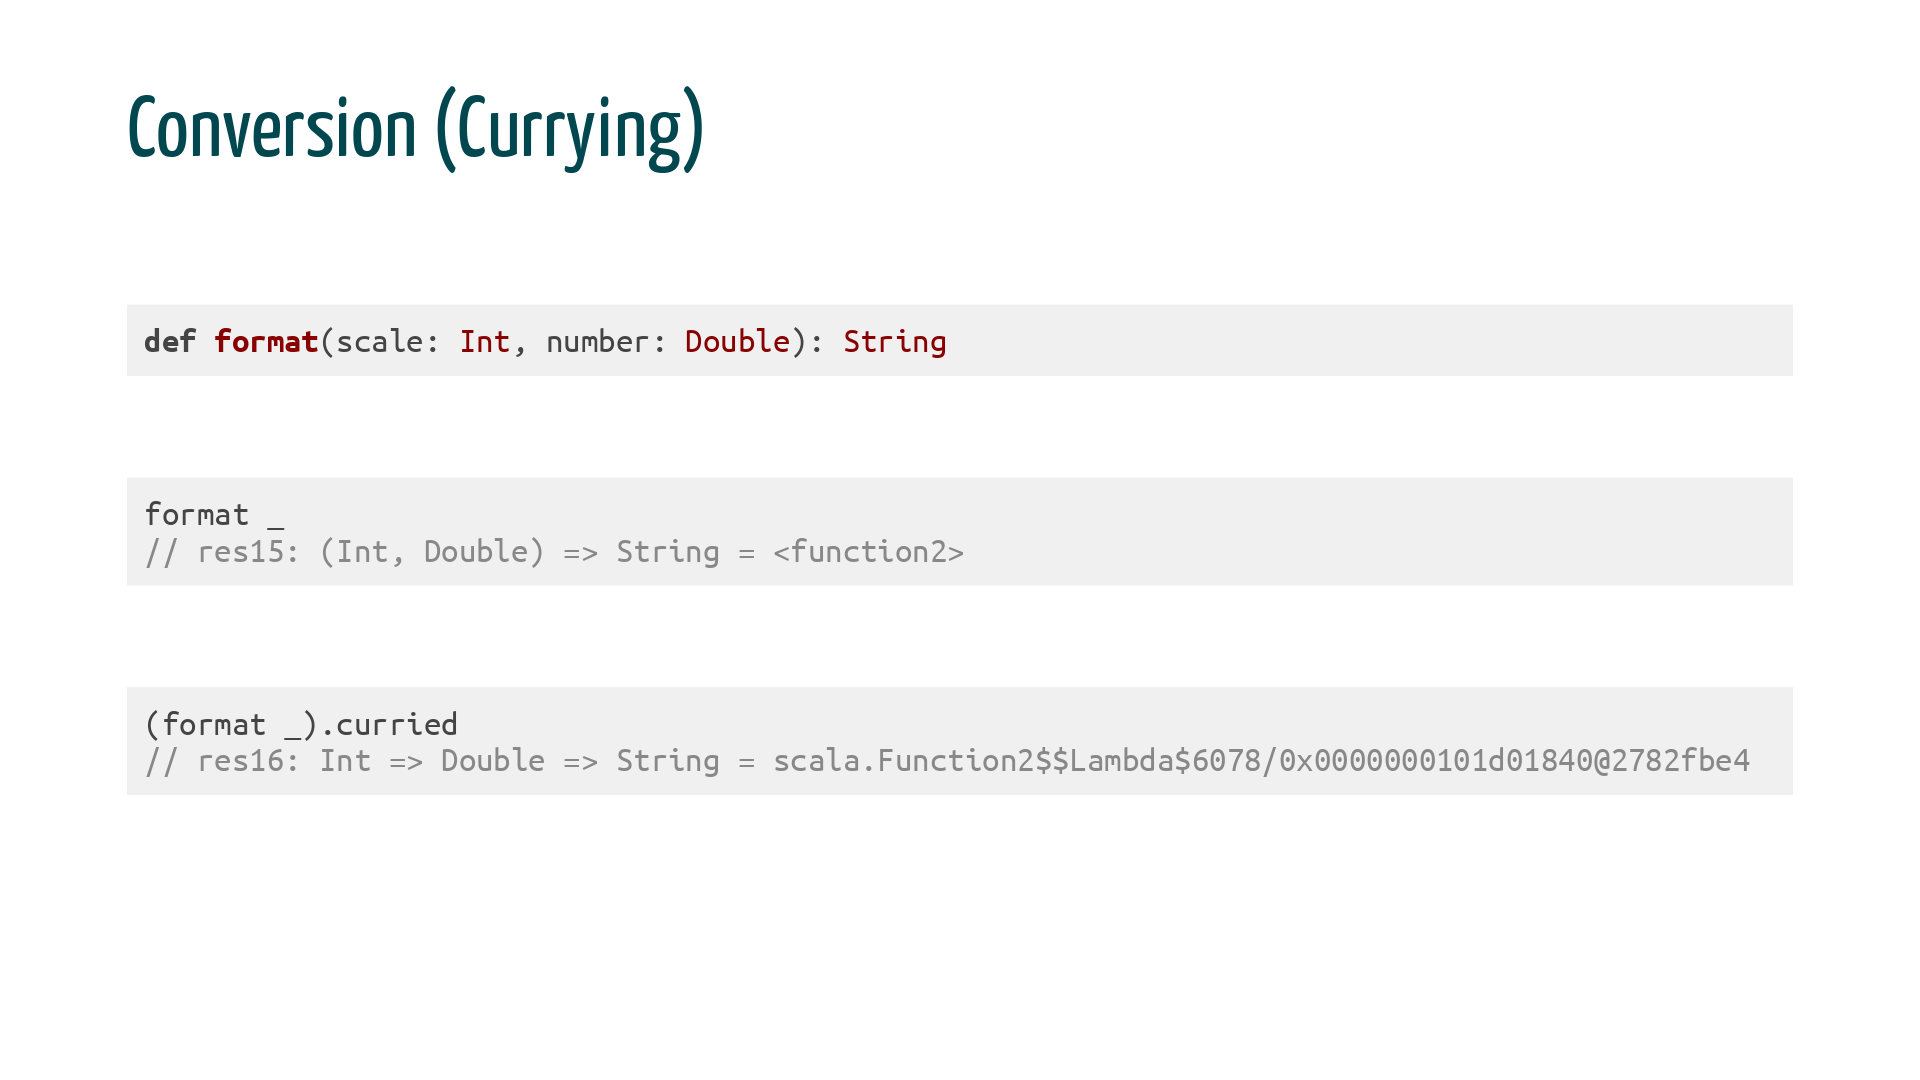 Conversion (Currying)
def format(scale: Int, number: Double): String
format _
// res15: (Int, Double) => String = <function2>
(format _).curried
// res16: Int => Double => String = scala.Function2$$Lambda$6078/0x0000000101d01840@2782fbe4